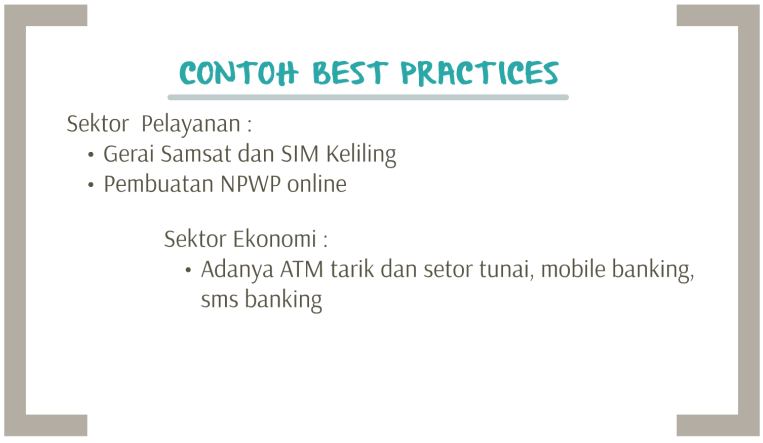 CONTOH BEST PRACTICES
Sektor Pelayanan :
• Gerai Samsat dan SIM Keliling
• Pembuatan NPWP online
Sektor Ekonomi :
• Adanya ATM tarik dan setor tunai, mobile banking,
sms banking